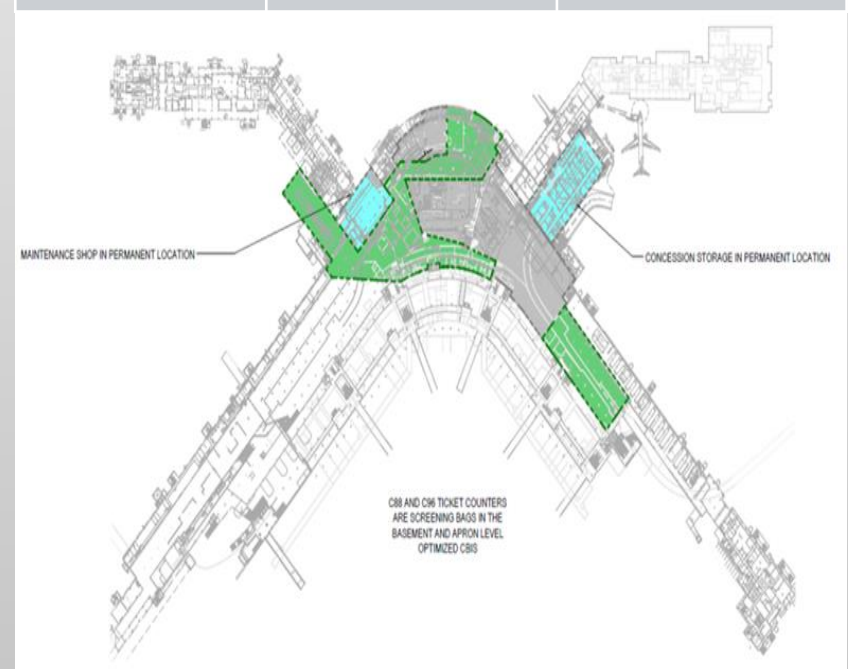 MAINTENANCE SHOP IN PERMANENT LOCATION
CONCESSION STORAGE IN PERMANENT LOCATION
C88 AND C96 TICKET COUNTERS
ARE SCREENING BAGS IN THE
BASEMENT AND APRON LEVEL
OPTIMIZED CBIS